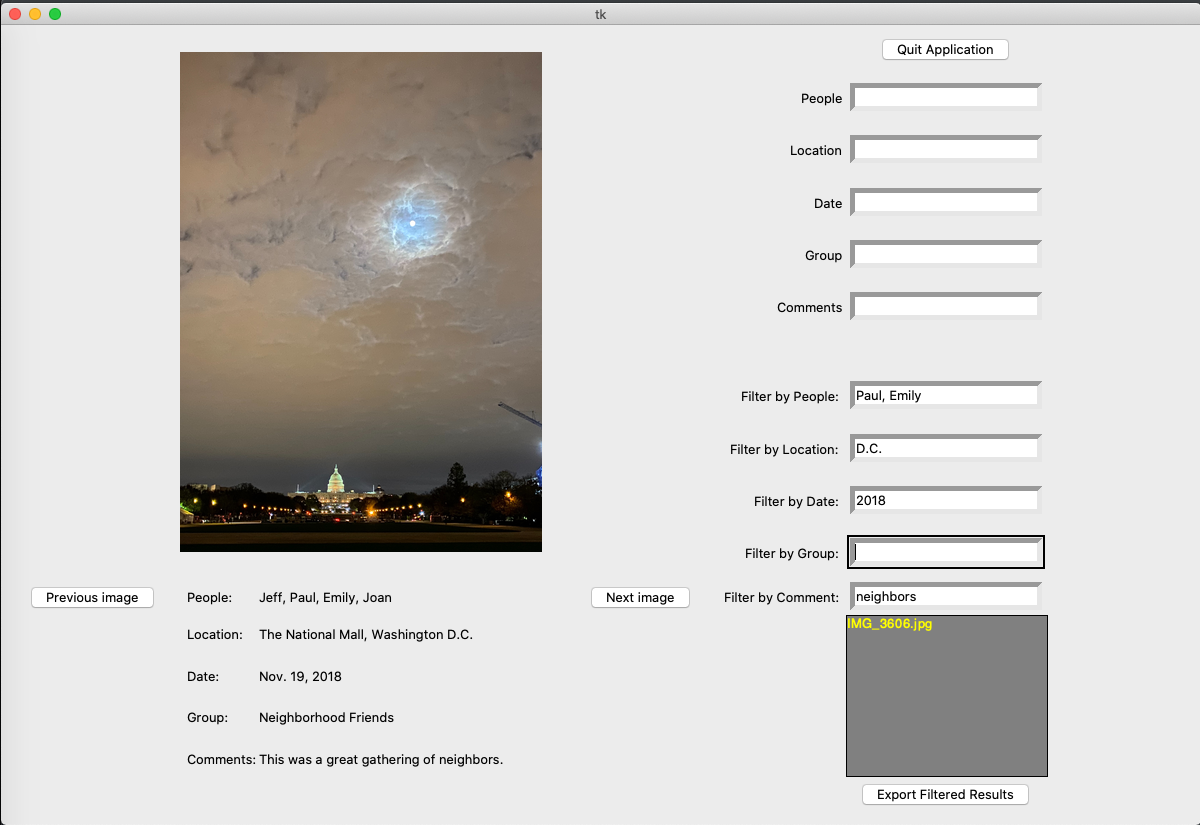 tk
Quit Application
People
Location
Date
Group
Comments
Filter by People: Paul, Emily
Filter by Location: D.C.
Filter by Date: 2018
Filter by Group:
Previous image
People: Jeff, Paul, Emily, Joan
Next image
Filter by Comment: neighbors
IMG_3606.jpg
Location: The National Mall, Washington D.C.
Date: Nov. 19, 2018
Group: Neighborhood Friends
Comments: This was a great gathering of neighbors.
Export Filtered Results